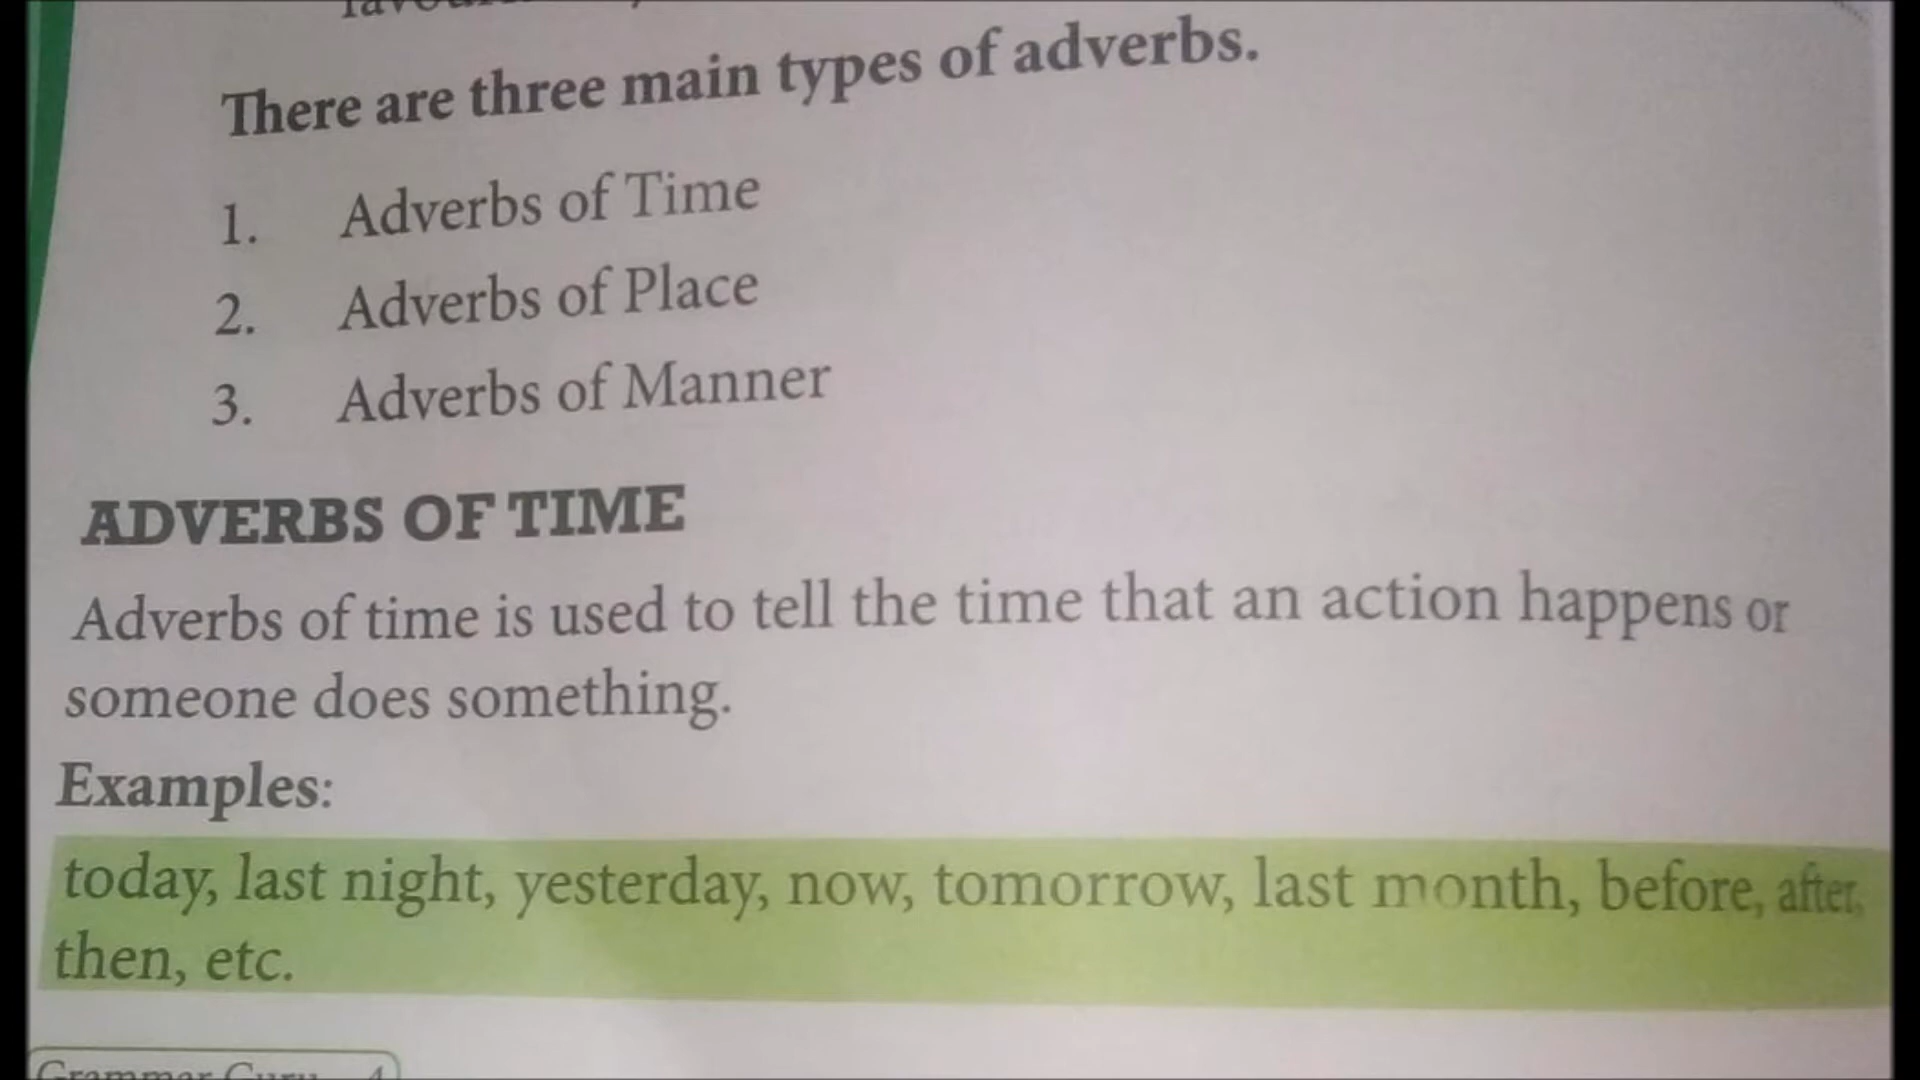 There are three main types of adverbs.
1. Adverbs of Time
2. Adverbs of Place
3. Adverbs of Manner
ADVERBS OF TIME
Adverbs of time is used to tell the time that an action happens or
someone does something.
Examples:
today, last night, yesterday, now, tomorrow, last month, before, after,
then, etc.
Grammar Guru